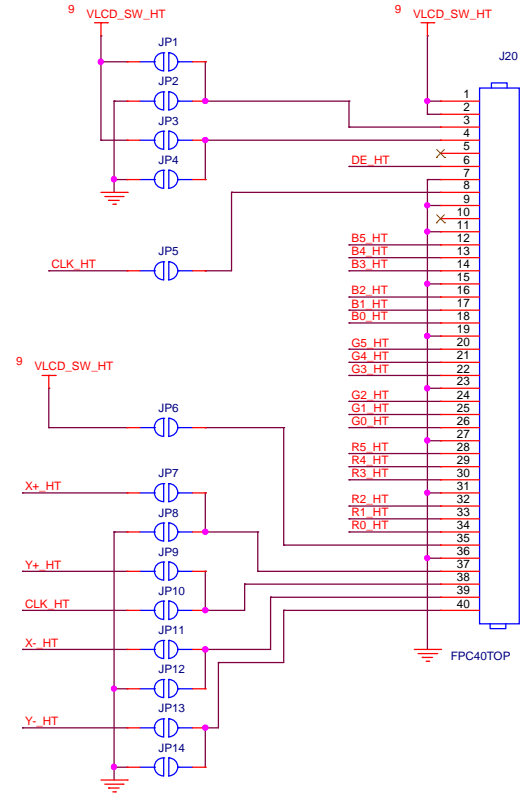 9 VLCD_SW_HT
JP1
JP2
JP3
JP4
CLK_HT
JP5
9 VLCD_SW_HT
JP6
X+_HT
JP7
JP8
Y+_HT
JP9
CLK_HT
JP10
X-_HT
JP11
JP12
Y-_HT
JP13
JP14
9 VLCD_SW_HT
J20
1
2
3
4
5
DE_HT 6
7
8
9
10
11
B5_HT 12
B4_HT 13
B3_HT 14
15
B2_HT 16
B1_HT 17
B0_HT 18
19
G5_HT 20
G4_HT 21
G3_HT 22
23
G2_HT 24
G1_HT 25
G0_HT 26
27
R5_HT 28
R4_HT 29
R3_HT 30
31
R2_HT 32
R1_HT 33
R0_HT 34
35
36
37
38
39
40
FPC40TOP